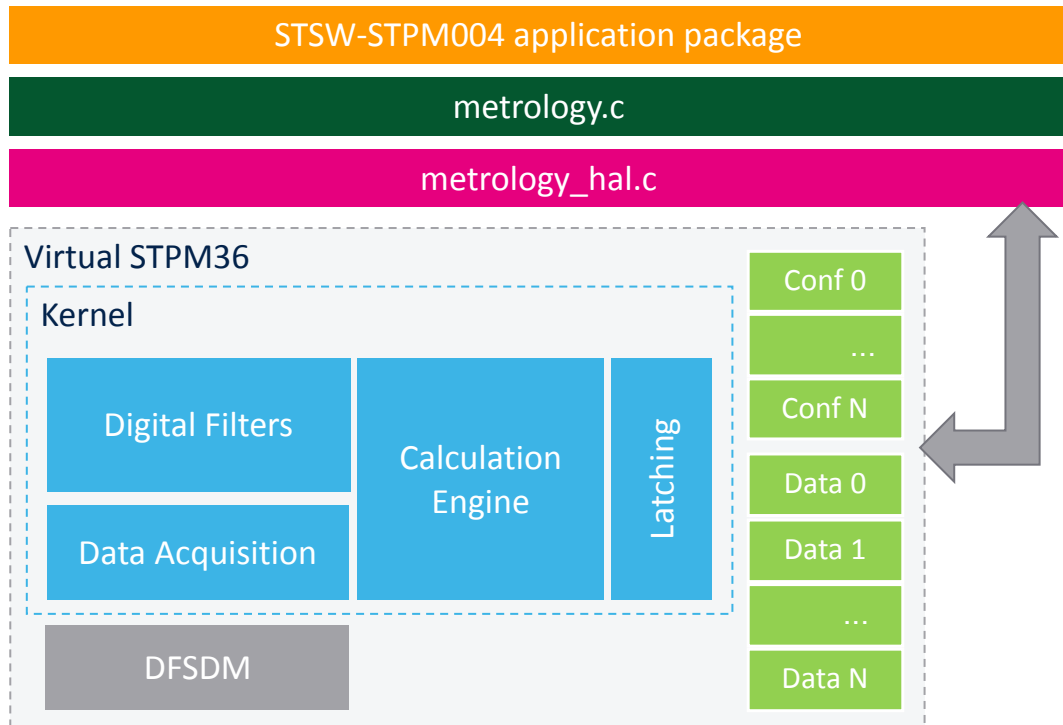 STSW-STPM004 application package
metrology.c
metrology_hal.c
Virtual STPM36
Kernel
Digital Filters
Data Acquisition
Calculation
Engine
Latching
DFSDM
Conf 0
...
Conf N
Data 0
Data 1
...
Data N